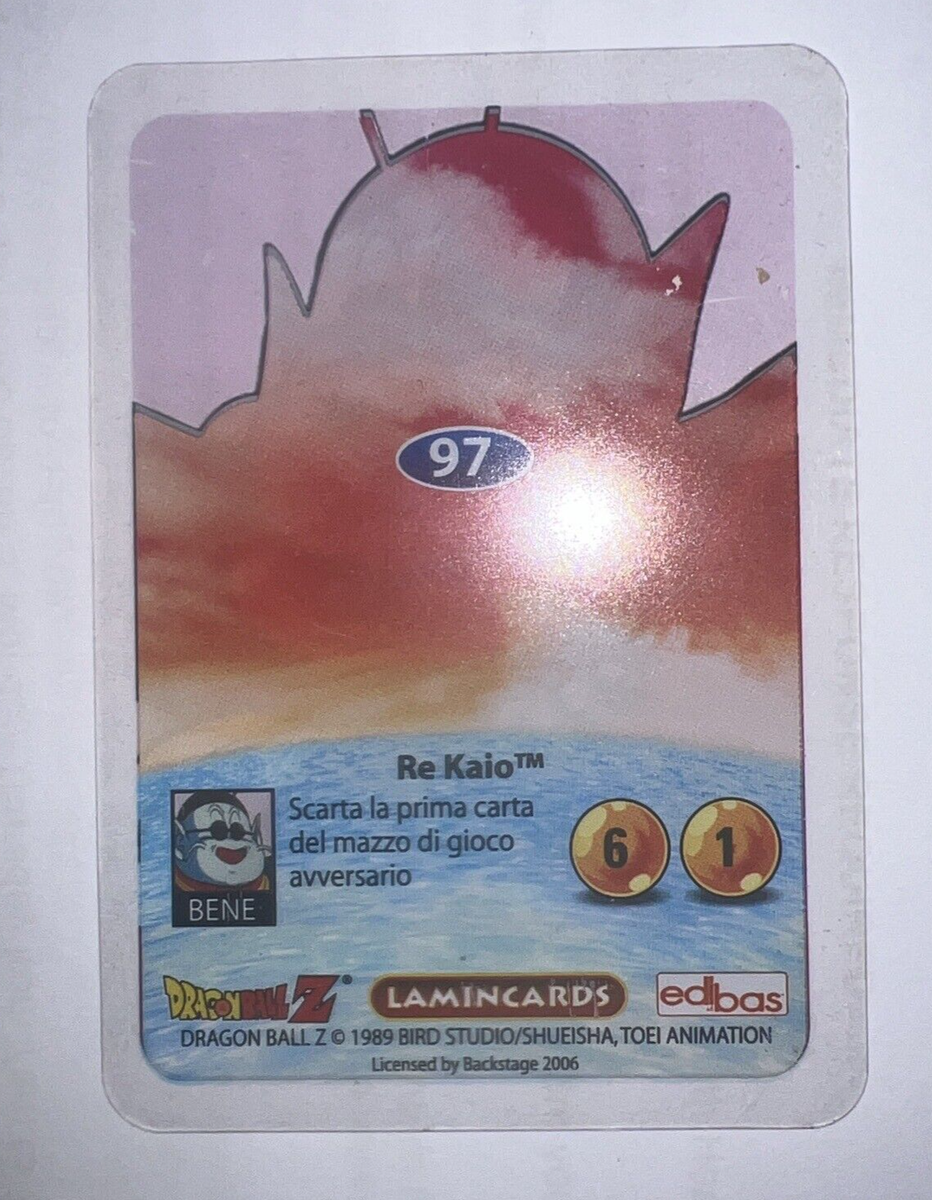 97
Re Kaio™
Scarta la prima carta
del mazzo di gioco
avversario
BENE
6 1
DRAGON BALL Z® LAMINCARDS edibas
DRAGON BALL Z © 1989 BIRD STUDIO/SHUEISHA, TOEI ANIMATION
Licensed by Backstage 2006